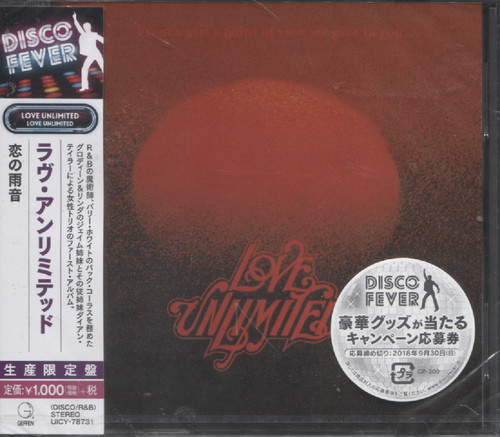 DISCO
FEVER
LOVE UNLIMITED
LOVE UNLIMITED
ラヴ・アンリミテッド
恋の雨音
R&Bの魔術師、バリー・ホワイトのバック・コーラスを務めた
グロディーン&リンダのジェイムス姉妹とその従姉妹ダイアン・
テイラーによる女性トリオのファースト・アルバム。
生産限定盤
定価:¥1,000 +税
GEFFEN
(DISCO/R&B)
STEREO
UICY-78731
LOVE
UNLIMITED
DISCO
FEVER
豪華グッズが当たる
キャンペーン応募券
応募締め切り:2018年9月30日(日)
プラ
CP-200